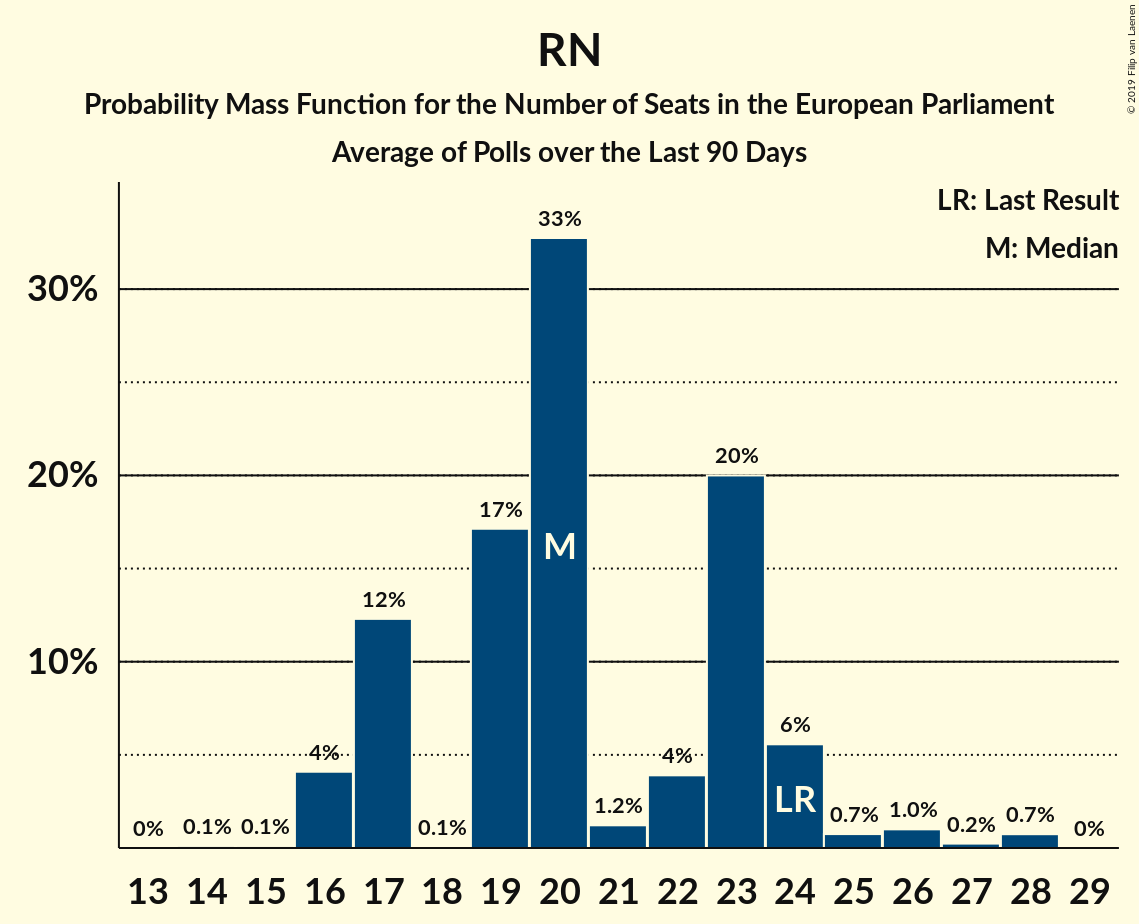 RN
Probability Mass Function for the Number of Seats in the European Parliament
Average of Polls over the Last 90 Days
© 2019 Filip van Laenen
LR: Last Result
M: Median
30%
20%
10%
0%
0.1%
0.1%
4%
12%
0.1%
17%
33%
M
1.2%
4%
20%
6%
LR
0.7%
1.0%
0.2%
0.7%
0%
13 14 15 16 17 18 19 20 21 22 23 24 25 26 27 28 29